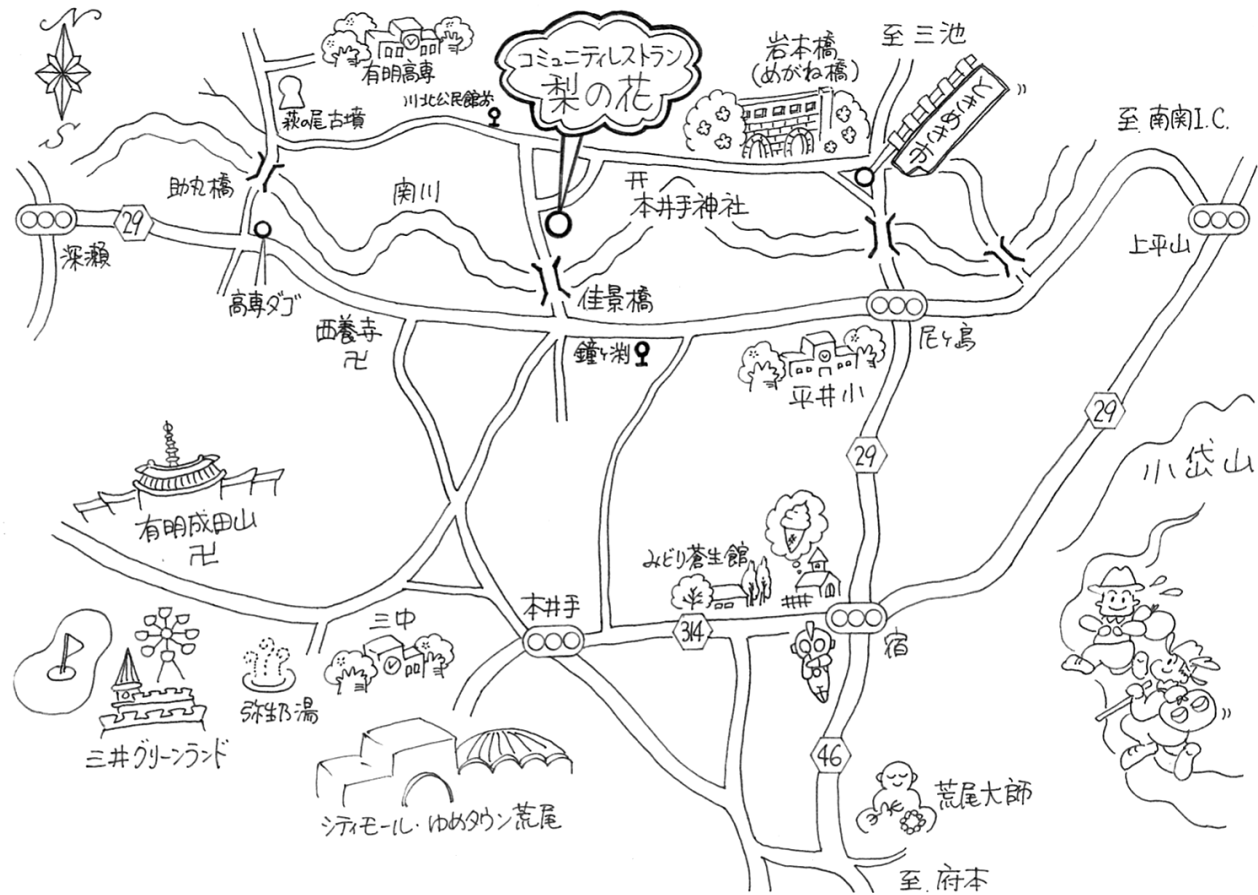 N
S
有明高専
萩の尾古墳
川北公民館前
コミュニティレストラン
梨の花
岩本橋
(めがね橋)
至三池
ときめき市
至.南関I.C.
助丸橋
関川
本井手神社
29
深瀬
上平山
高専ダゴ
佳景橋
西養寺
鐘ヶ渕
尼ヶ島
平井小
29
29
小岱山
有明成田山
みどり蒼生館
本井手
314
宿
三中
弥生乃湯
三井グリーンランド
46
荒尾大師
シティモール・ゆめタウン荒尾
至.府本